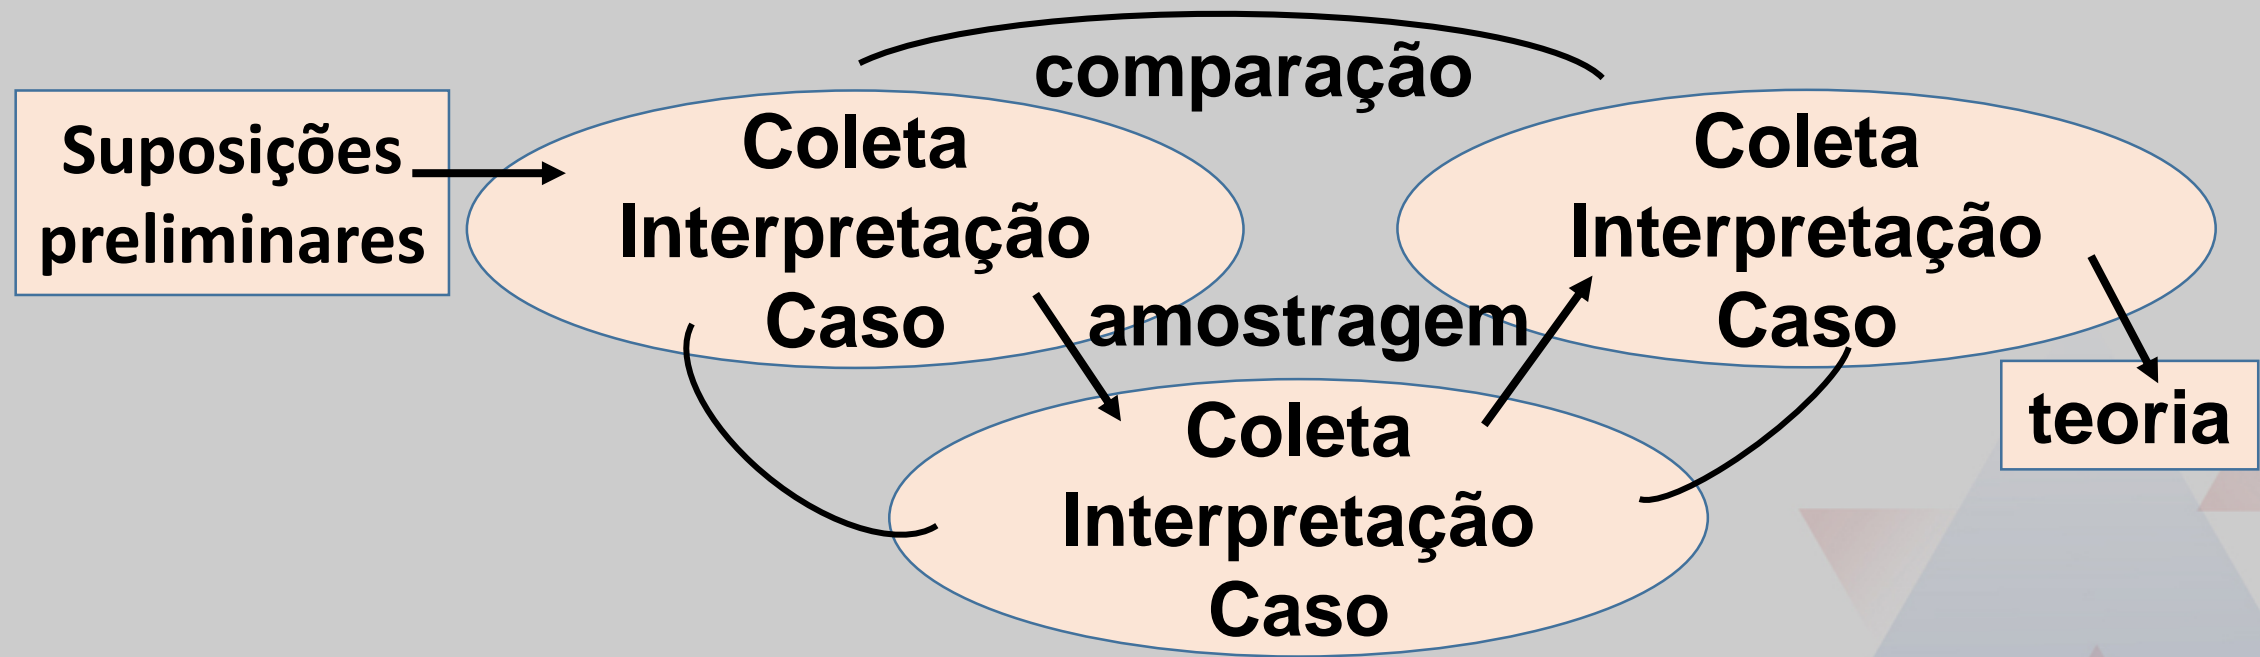 comparação
Suposições
preliminares
Coleta
Interpretação
Caso
amostragem
Coleta
Interpretação
Caso
Coleta
Interpretação
Caso
teoria